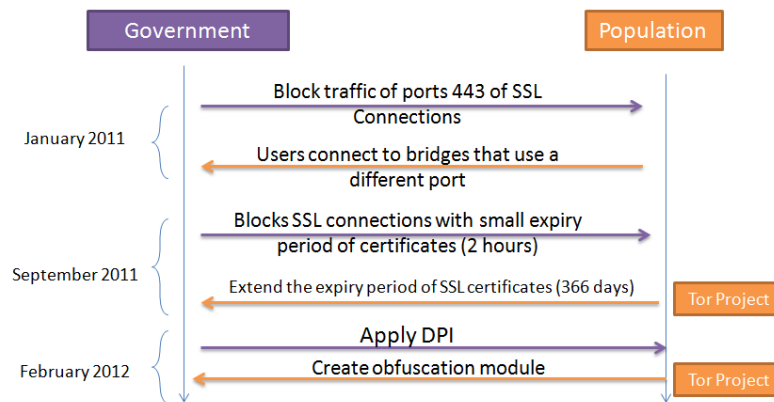 Government
Population
Block traffic of ports 443 of SSL
Connections
January 2011
Users connect to bridges that use a
different port
Blocks SSL connections with small expiry
period of certificates (2 hours)
September 2011
Extend the expiry period of SSL certificates (366 days)
Tor Project
Apply DPI
February 2012
Create obfuscation module
Tor Project